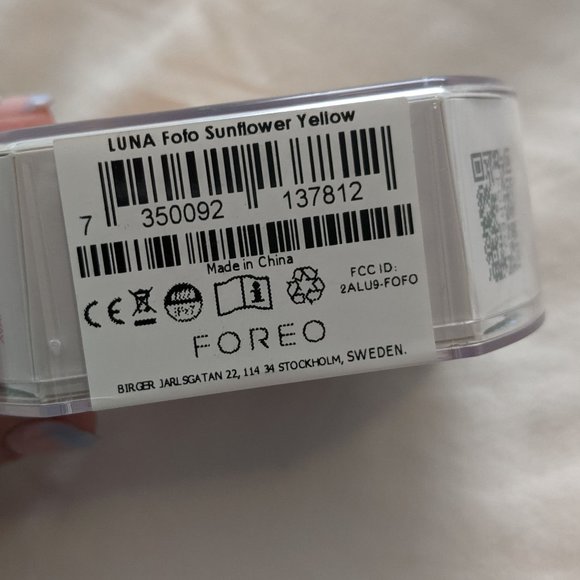 LUNA Fofo Sunflower Yellow
7 350092 137812
Made in China
CE
FCC ID:
2ALU9-FOFO
FOREO
BIRGER JARLSGATAN 22, 114 34 STOCKHOLM, SWEDEN.